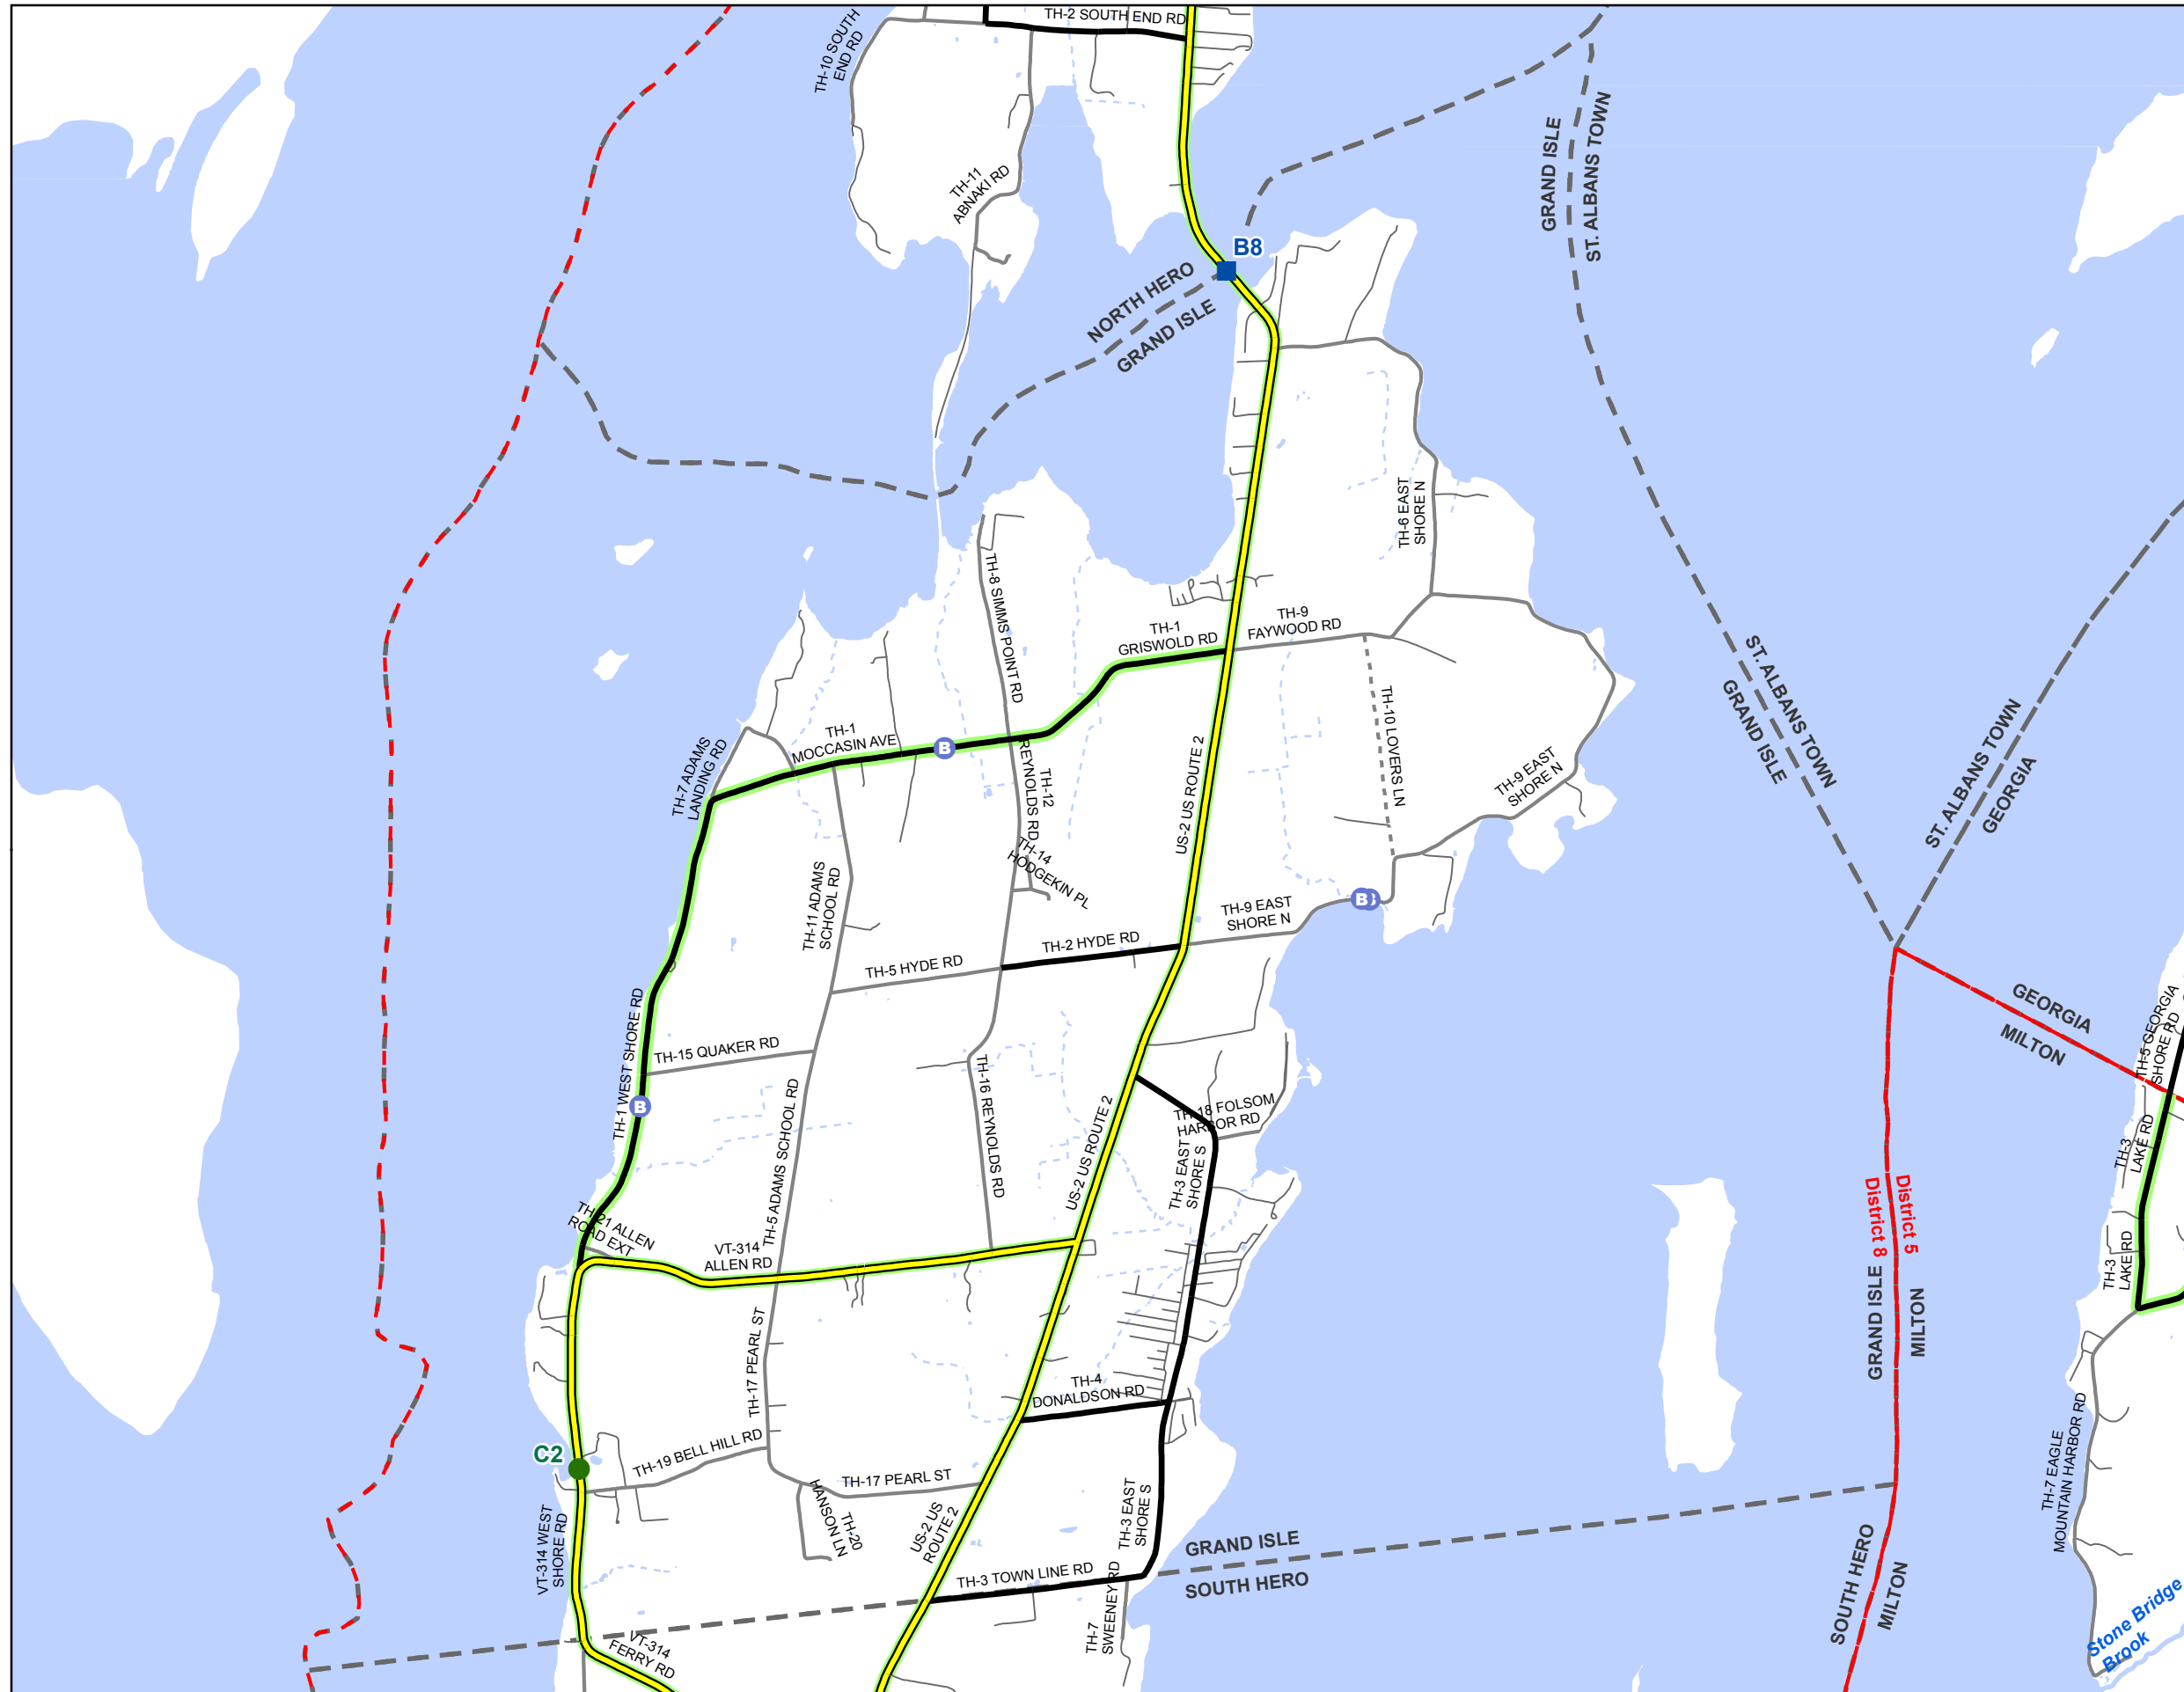 TH-2 SOUTH END RD
TH-10 SOUTH
END RD
TH-11
ABNAKI RD
GRAND ISLE
ST. ALBANS TOWN
B8
NORTH HERO
GRAND ISLE
TH-6 EAST
SHORE N
TH-8 SIMMS POINT RD
TH-1
GRISWOLD RD
TH-9
FAYWOOD RD
ST. ALBANS TOWN
GRAND ISLE
TH-10 LOVERS LN
ST. ALBANS TOWN
GEORGIA
TH-1
MOCCASIN AVE
B
TH-7 ADAMS
LANDING RD
TH-12
REYNOLDS RD
US-2 US ROUTE 2
TH-9 EAST
SHORE N
TH-14
HODGEKIN PL
TH-11 ADAMS
SCHOOL RD
B
TH-9 EAST
SHORE N
TH-2 HYDE RD
TH-5 HYDE RD
GEORGIA
MILTON
TH-5 GEORGIA
SHORE RD
TH-1 WEST SHORE RD
TH-15 QUAKER RD
B
TH-16 REYNOLDS RD
TH-18 FOLSOM
HARBOR RD
US-2 US ROUTE 2
TH-3 EAST
SHORE S
TH-5 ADAMS SCHOOL RD
TH-3
LAKE RD
District 8
District 5
TH-21 ALLEN
ROAD EXT
VT-314
ALLEN RD
TH-3
LAKE RD
GRAND ISLE
MILTON
TH-17 PEARL ST
TH-4
DONALDSON RD
C2
TH-19 BELL HILL RD
TH-17 PEARL ST
TH-7 EAGLE
MOUNTAIN HARBOR RD
TH-20
HANSON LN
US-2 US
ROUTE 2
TH-3 EAST
SHORE S
VT-314 WEST
SHORE RD
GRAND ISLE
SOUTH HERO
TH-3 TOWN LINE RD
TH-7
SWEENEY RD
SOUTH HERO
MILTON
VT-314
FERRY RD
Stone Bridge
Brook